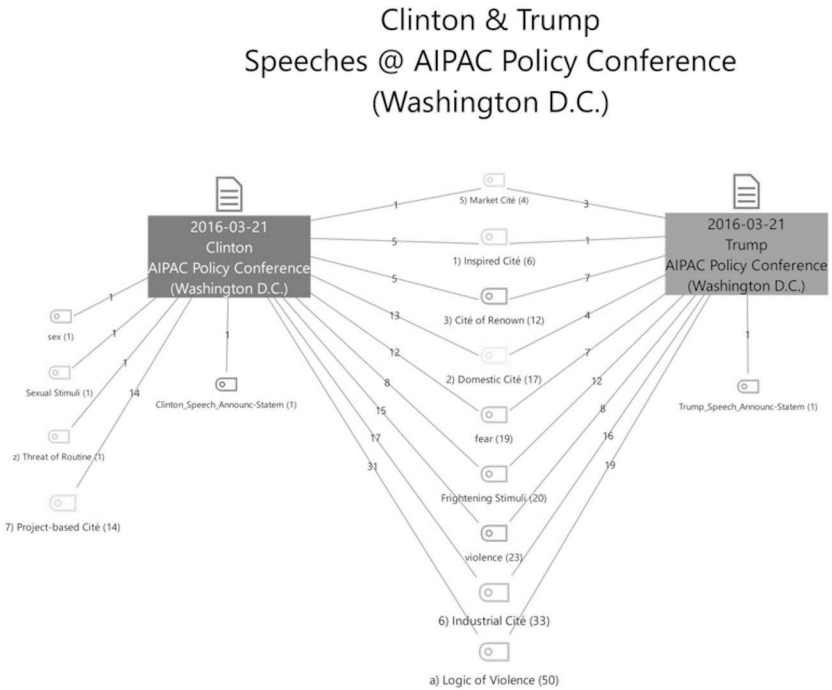 Clinton & Trump
Speeches @ AIPAC Policy Conference
(Washington D.C.)
2016-03-21
Clinton
AIPAC Policy Conference
(Washington D.C.)
2016-03-21
Trump
AIPAC Policy Conference
(Washington D.C.)
1
3
5) Market Cité (4)
5
1
1) Inspired Cité (6)
5
7
3) Cité of Renown (12)
13
4
2) Domestic Cité (17)
12
7
fear (19)
8
12
Frightening Stimuli (20)
15
8
violence (23)
17
16
6) Industrial Cité (33)
31
19
a) Logic of Violence (50)
1
sex (1)
1
Sexual Stimuli (1)
1
z) Threat of Routine (1)
14
7) Project-based Cité (14)
1
Clinton_Speech_Announc-Statem (1)
1
Trump_Speech_Announc-Statem (1)